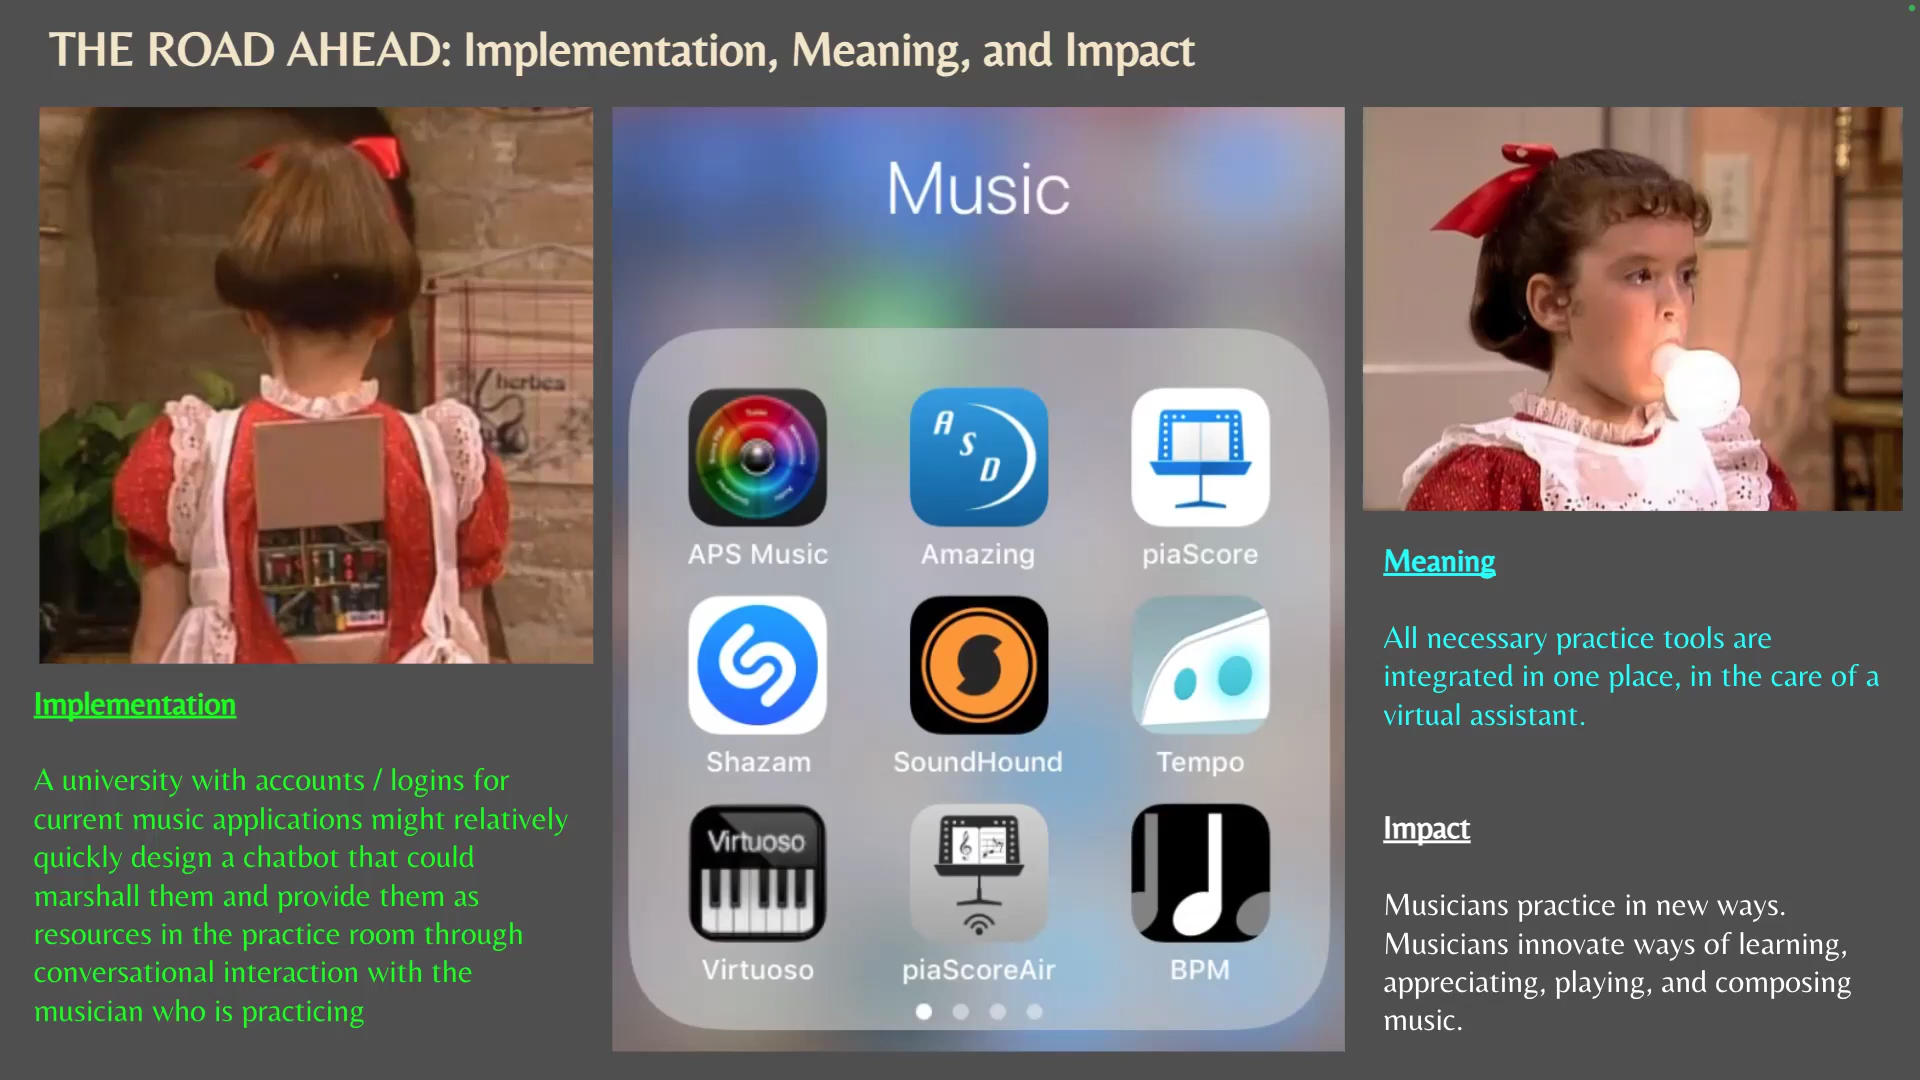 THE ROAD AHEAD: Implementation, Meaning, and Impact
herbes
Implementation
A university with accounts / logins for
current music applications might relatively
quickly design a chatbot that could
marshall them and provide them as
resources in the practice room through
conversational interaction with the
musician who is practicing
Music
A
S
D
APS Music
Amazing
piaScore
Shazam
SoundHound
Tempo
Virtuoso
Virtuoso
piaScoreAir
BPM
Meaning
All necessary practice tools are
integrated in one place, in the care of a
virtual assistant.
Impact
Musicians practice in new ways.
Musicians innovate ways of learning,
appreciating, playing, and composing
music.